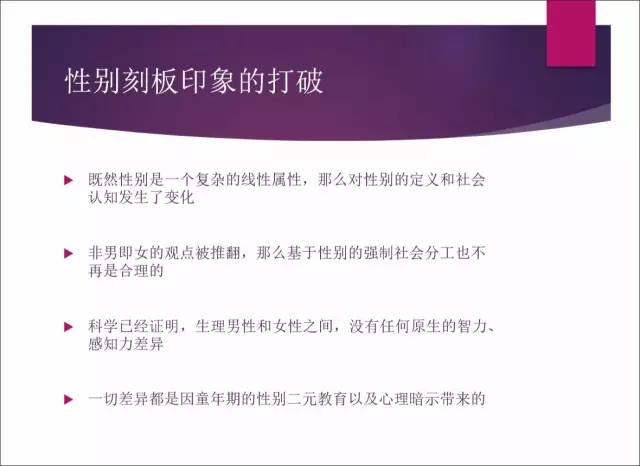 性别刻板印象的打破
既然性别是一个复杂的线性属性，那么对性别的定义和社会
认知发生了变化
非男即女的观点被推翻，那么基于性别的强制社会分工也不
再是合理的
科学已经证明，生理男性和女性之间，没有任何原生的智力、
感知力差异
一切差异都是因童年期的性别二元教育以及心理暗示带来的